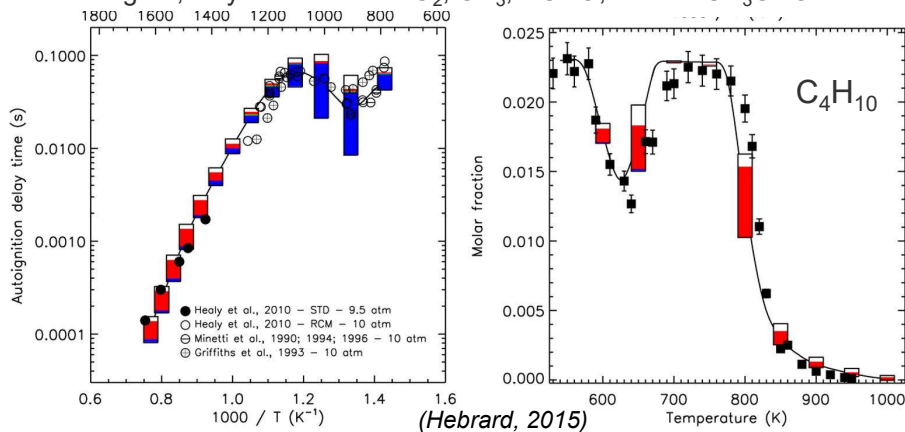 1800 1600 1400 1200 1000 800 600
Autoignition delay time (s)
0.1000
0.0100
0.0010
0.0001
● Healy et al., 2010 – STD – 9.5 atm
○ Healy et al., 2010 – RCM – 10 atm
⊖ Minetti et al., 1990; 1994; 1996 – 10 atm
⊕ Griffiths et al., 1993 – 10 atm
0.6 0.8 1.0 1.2 1.4 1.6
1000 / T (K⁻¹)
C₄H₁₀
Molar fraction
0.025
0.020
0.015
0.010
0.005
0.000
600 700 800 900 1000
Temperature (K)
(Hebrard, 2015)